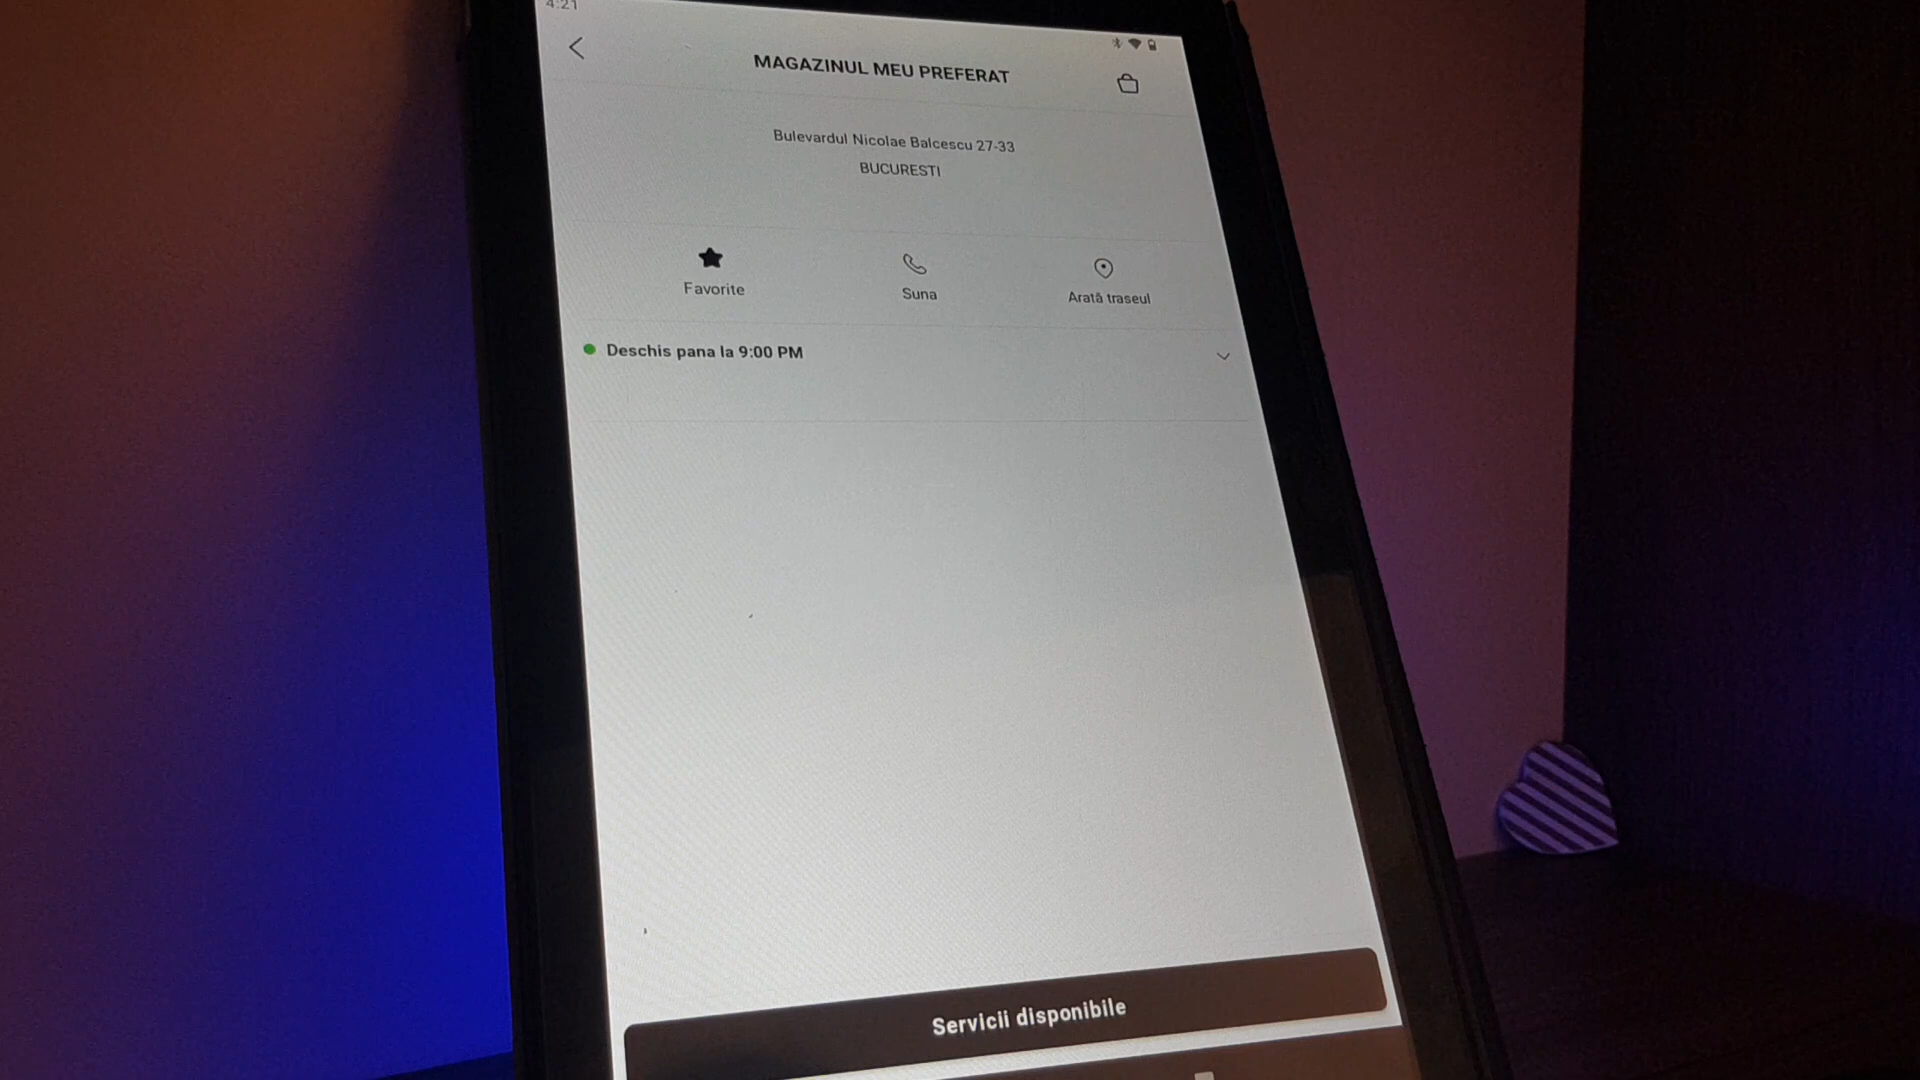 4:21
MAGAZINUL MEU PREFERAT
Bulevardul Nicolae Balcescu 27-33
BUCURESTI
Favorite
Suna
Arată traseul
Deschis pana la 9:00 PM
Servicii disponibile